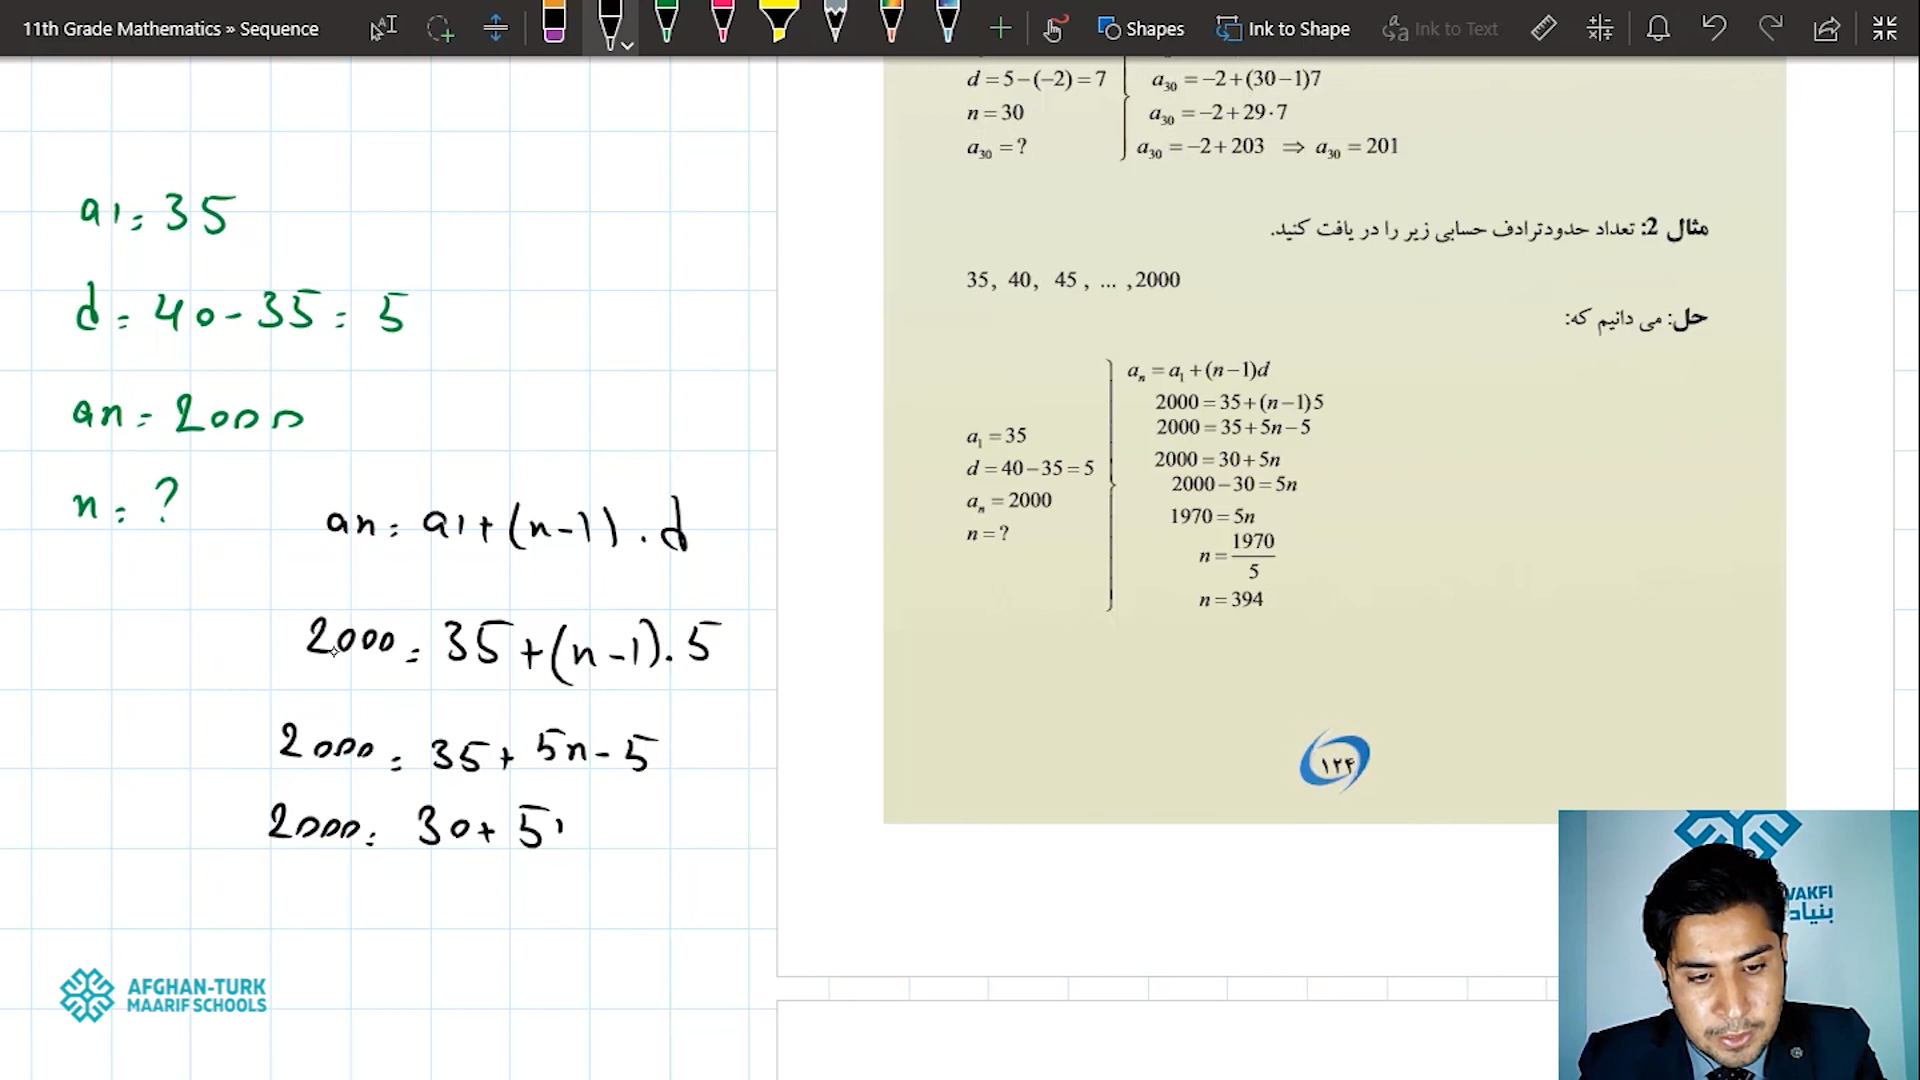 11th Grade Mathematics » Sequence
Shapes
Ink to Shape
Ink to Text
a1 = 35
d = 40 - 35 = 5
an = 2000
n = ?
an = a1 + (n-1) . d
2000 = 35 + (n-1) . 5
2000 = 35 + 5n - 5
2000 = 30 + 5
d = 5 − (−2) = 7
n = 30
a₃₀ = ?
a₃₀ = −2 + (30 − 1)7
a₃₀ = −2 + 29 · 7
a₃₀ = −2 + 203 ⇒ a₃₀ = 201
مثال 2: تعداد حدودترادف حسابی زیر را در یافت کنید.
35, 40, 45, ... ,2000
حل: می دانیم که:
a₁ = 35
d = 40 − 35 = 5
aₙ = 2000
n = ?
aₙ = a₁ + (n − 1)d
2000 = 35 + (n − 1)5
2000 = 35 + 5n − 5
2000 = 30 + 5n
2000 − 30 = 5n
1970 = 5n
n = 1970/5
n = 394
۱۲۴
AFGHAN-TURK
MAARIF SCHOOLS
VAKFI
بنیاد